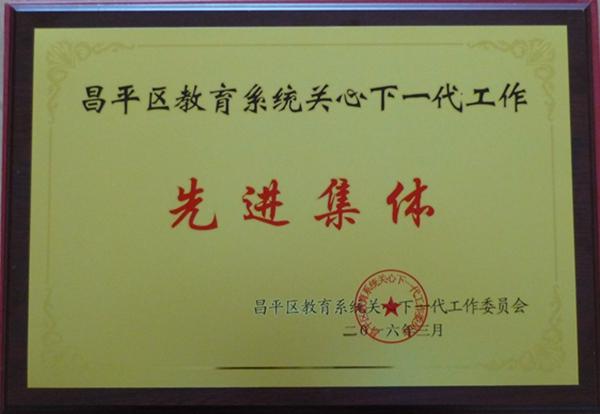 昌平区教育系统关心下一代工作
先进集体
昌平区教育系统关心下一代工作委员会
二〇一六年三月